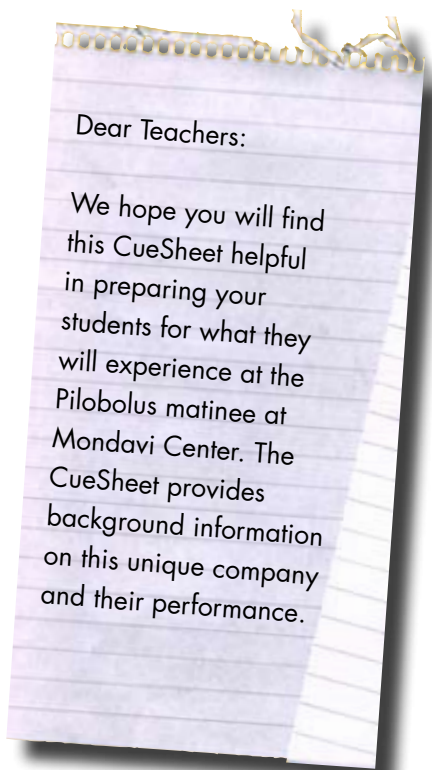 Dear Teachers:
We hope you will find
this CueSheet helpful
in preparing your
students for what they
will experience at the
Pilobolus matinee at
Mondavi Center. The
CueSheet provides
background information
on this unique company
and their performance.